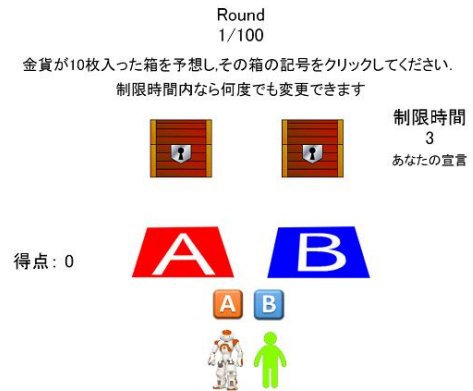 Round
1/100
金貨が10枚入った箱を予想し,その箱の記号をクリックしてください.
制限時間内なら何度でも変更できます
制限時間
3
あなたの宣言
得点: 0
A B
A B